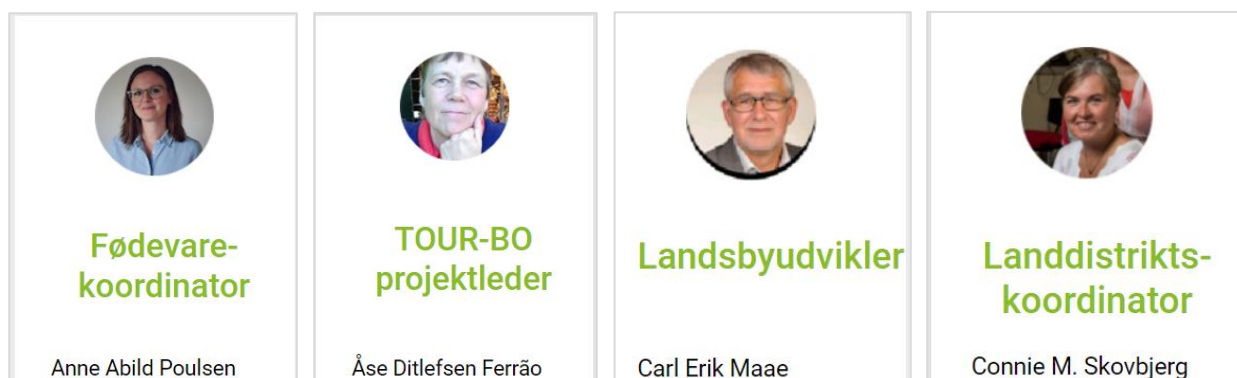 Fødevare-
koordinator
Anne Abild Poulsen
TOUR-BO
projektleder
Åse Ditlefsen Ferrão
Landsbyudvikler
Carl Erik Maae
Landdistrikts-
koordinator
Connie M. Skovbjerg